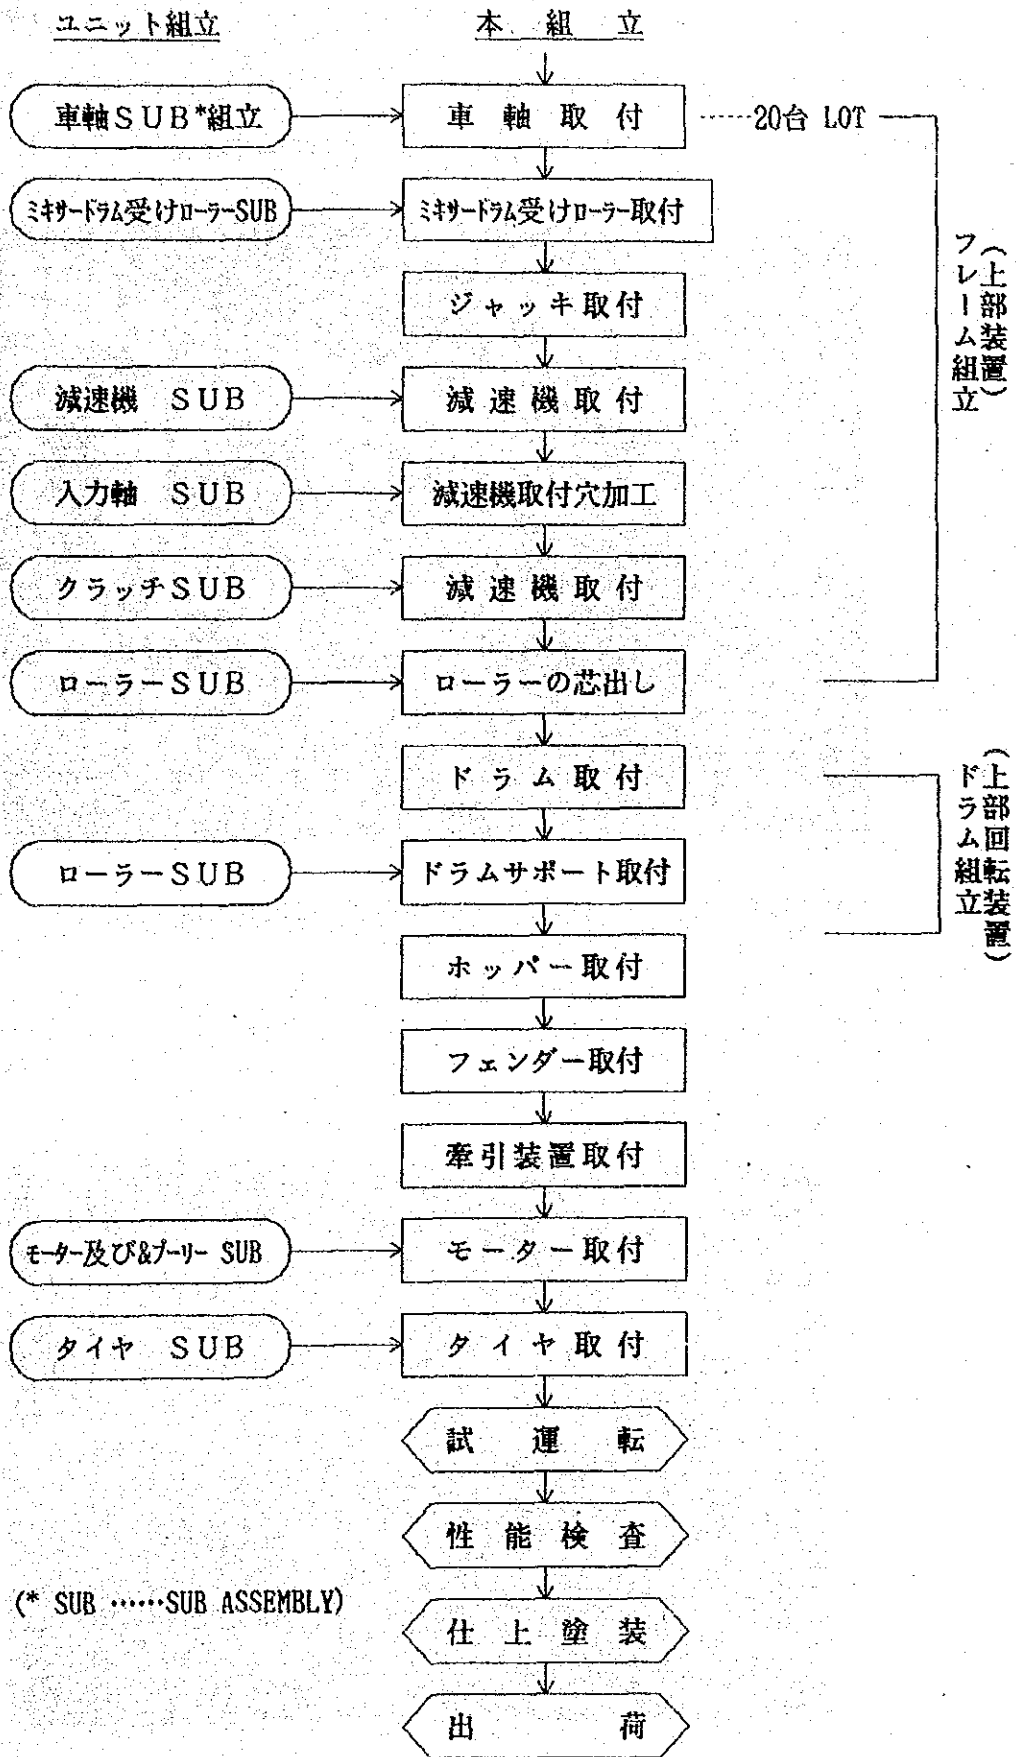 ユニット組立 本組立
車軸SUB*組立 車軸取付 ……20台 LOT
ミキサードラム受けローラーSUB ミキサードラム受けローラー取付
ジャッキ取付
減速機 SUB 減速機取付
入力軸 SUB 減速機取付穴加工
クラッチSUB 減速機取付
ローラーSUB ローラーの芯出し
(上部装置)
フレーム組立
ドラム取付
ローラーSUB ドラムサポート取付
(上部回転装置)
ドラム組立
ホッパー取付
フェンダー取付
牽引装置取付
モーター及び&プーリー SUB モーター取付
タイヤ SUB タイヤ取付
試運転
性能検査
(* SUB ……SUB ASSEMBLY)
仕上塗装
出荷